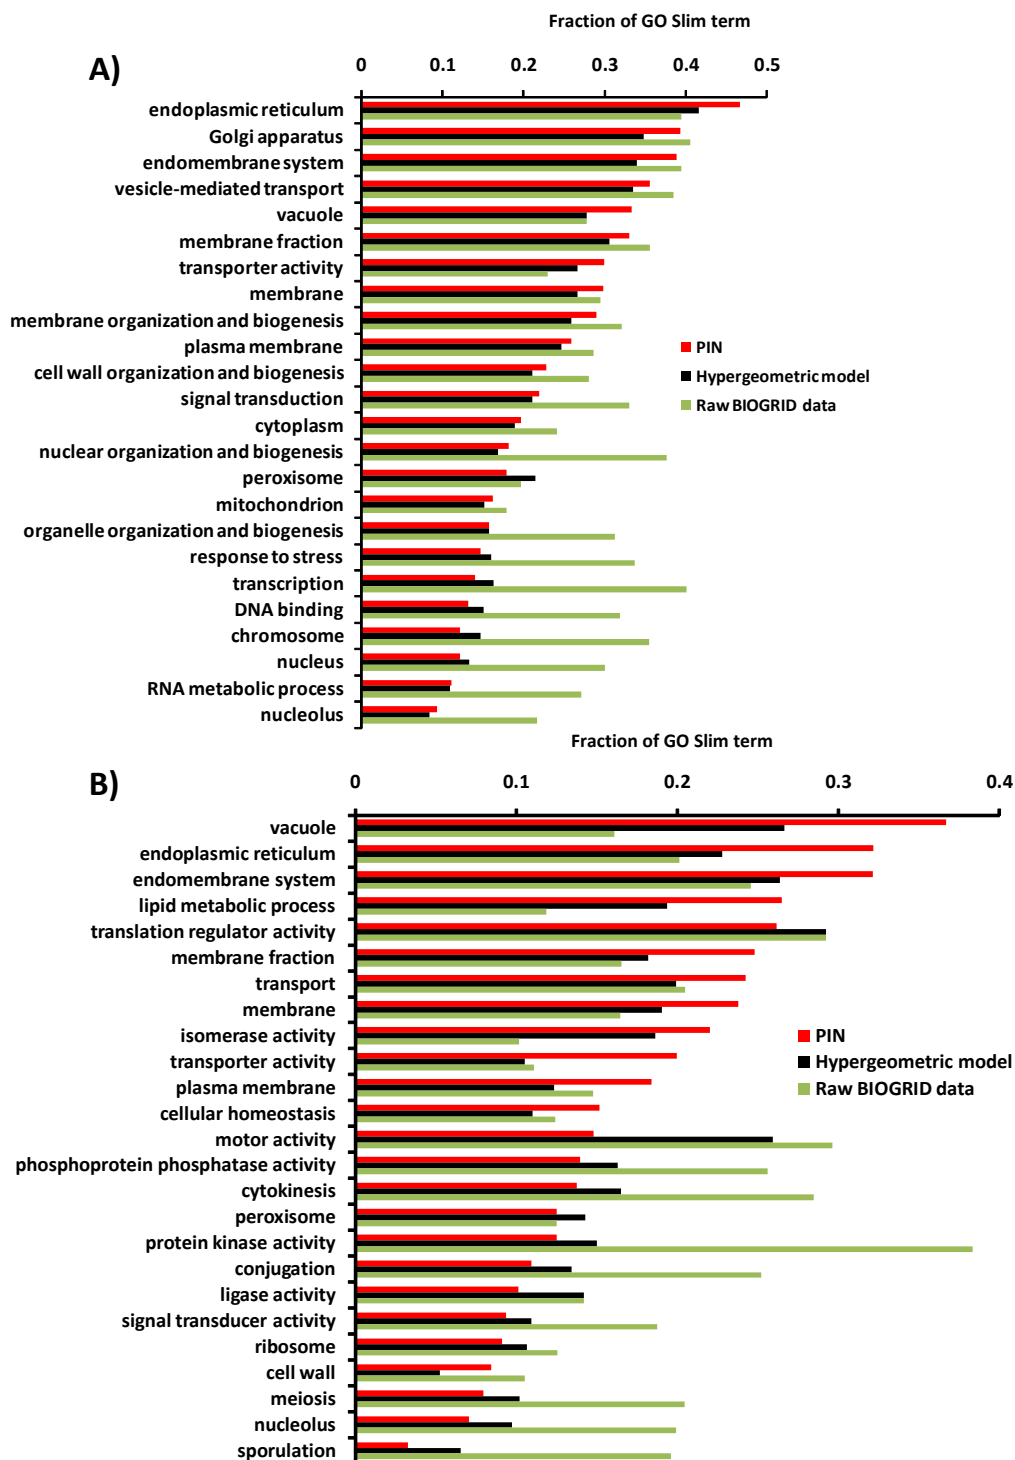 Fraction of GO Slim term
A)
0 0.1 0.2 0.3 0.4 0.5
endoplasmic reticulum
Golgi apparatus
endomembrane system
vesicle-mediated transport
vacuole
membrane fraction
transporter activity
membrane
membrane organization and biogenesis
plasma membrane
cell wall organization and biogenesis
signal transduction
cytoplasm
nuclear organization and biogenesis
peroxisome
mitochondrion
organelle organization and biogenesis
response to stress
transcription
DNA binding
chromosome
nucleus
RNA metabolic process
nucleolus
PIN
Hypergeometric model
Raw BIOGRID data
Fraction of GO Slim term
B)
0 0.1 0.2 0.3 0.4
vacuole
endoplasmic reticulum
endomembrane system
lipid metabolic process
translation regulator activity
membrane fraction
transport
membrane
isomerase activity
transporter activity
plasma membrane
cellular homeostasis
motor activity
phosphoprotein phosphatase activity
cytokinesis
peroxisome
protein kinase activity
conjugation
ligase activity
signal transducer activity
ribosome
cell wall
meiosis
nucleolus
sporulation
PIN
Hypergeometric model
Raw BIOGRID data